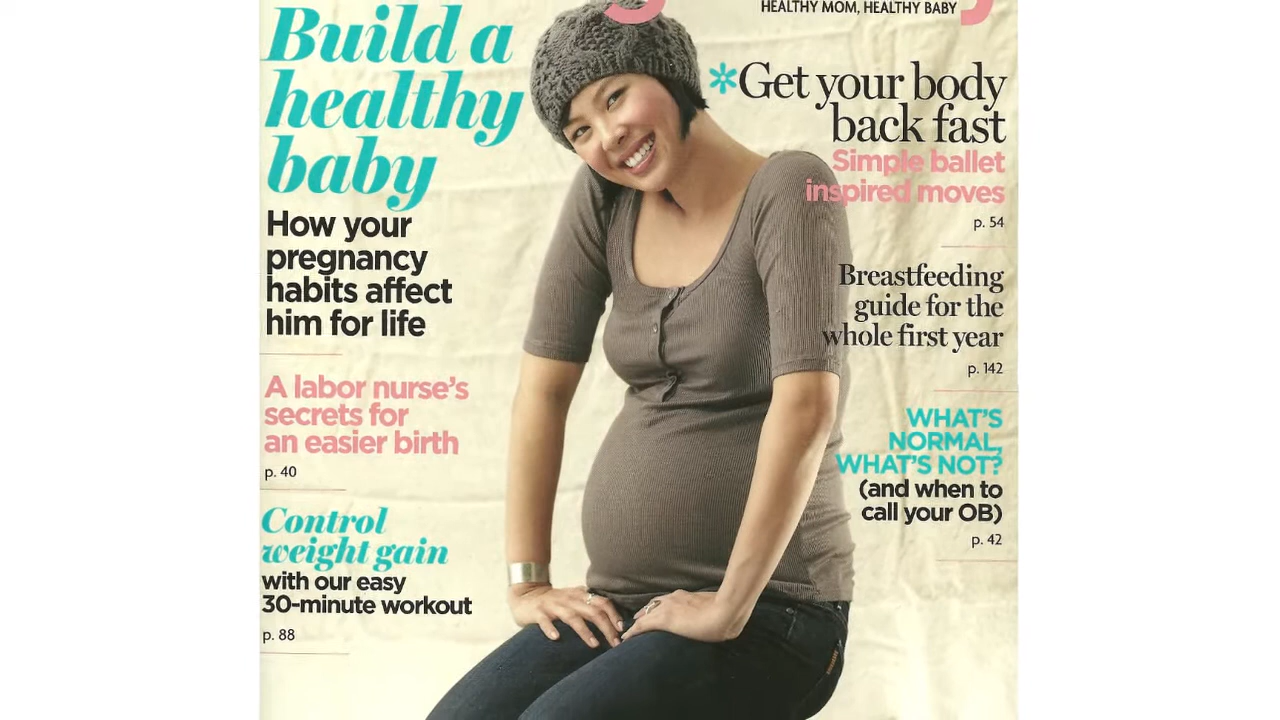 HEALTHY MOM, HEALTHY BABY
Build a
healthy
baby
How your
pregnancy
habits affect
him for life
A labor nurse's
secrets for
an easier birth
p. 40
Control
weight gain
with our easy
30-minute workout
p. 88
*Get your body
back fast
Simple ballet
inspired moves
p. 54
Breastfeeding
guide for the
whole first year
p. 142
WHAT'S
NORMAL,
WHAT'S NOT?
(and when to
call your OB)
p. 42